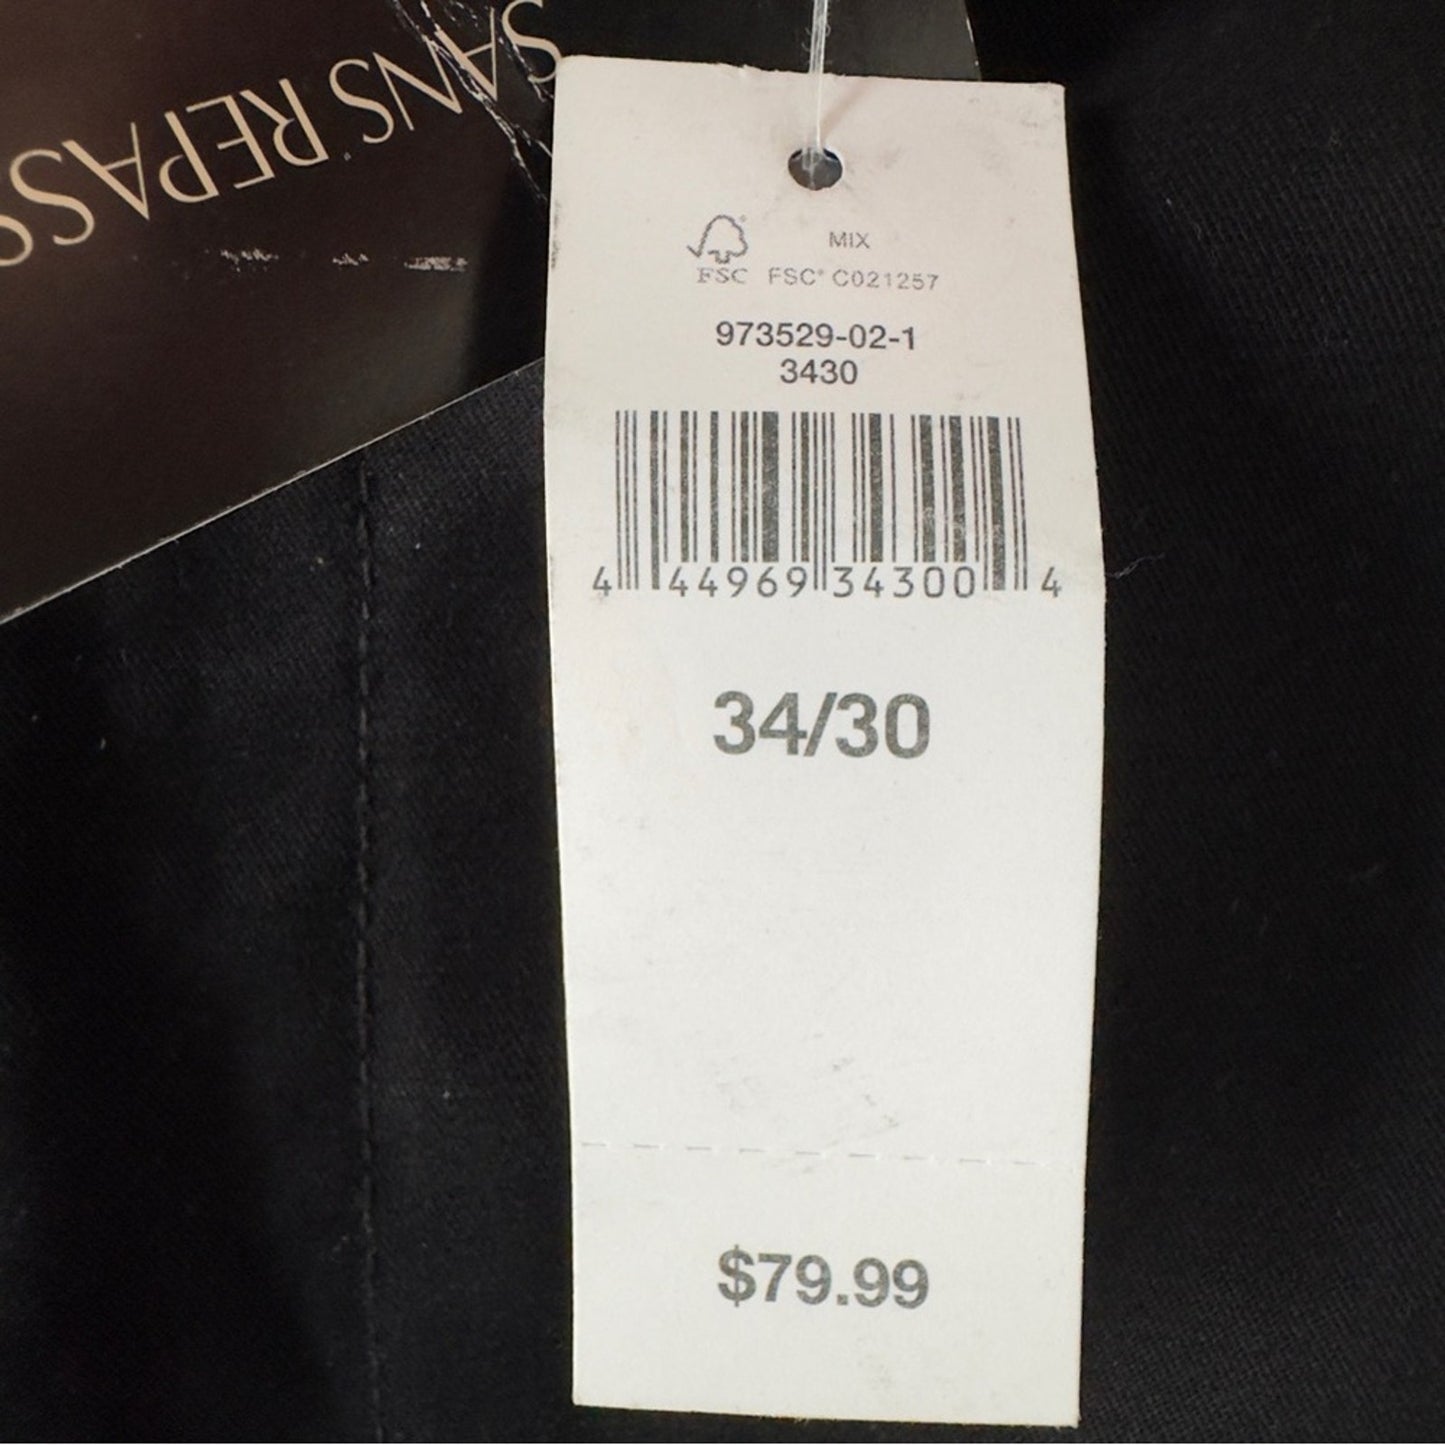 SANS REPASS
MIX
FSC FSC® C021257
973529-02-1
3430
4 44969 34300 4
34/30
$79.99